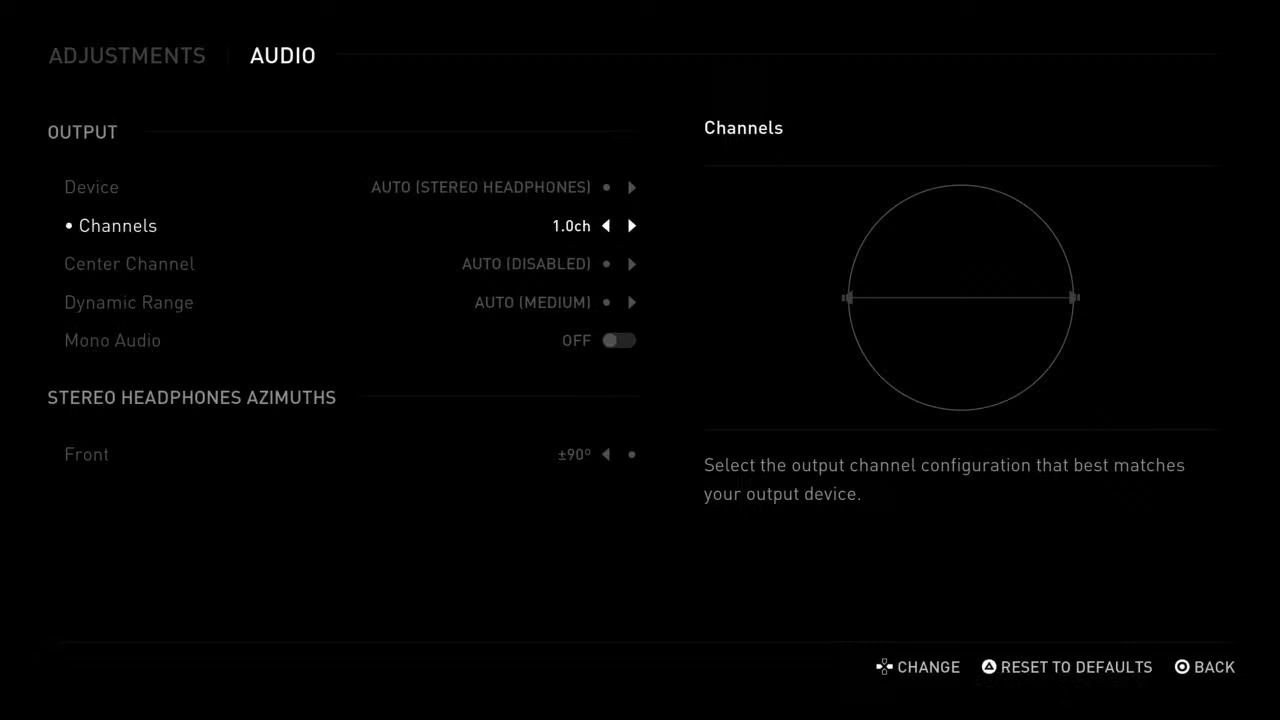 ADJUSTMENTS AUDIO
OUTPUT
Device AUTO (STEREO HEADPHONES)
• Channels 1.0ch
Center Channel AUTO (DISABLED)
Dynamic Range AUTO (MEDIUM)
Mono Audio OFF
STEREO HEADPHONES AZIMUTHS
Front ±90º
Channels
Select the output channel configuration that best matches
your output device.
CHANGE RESET TO DEFAULTS BACK